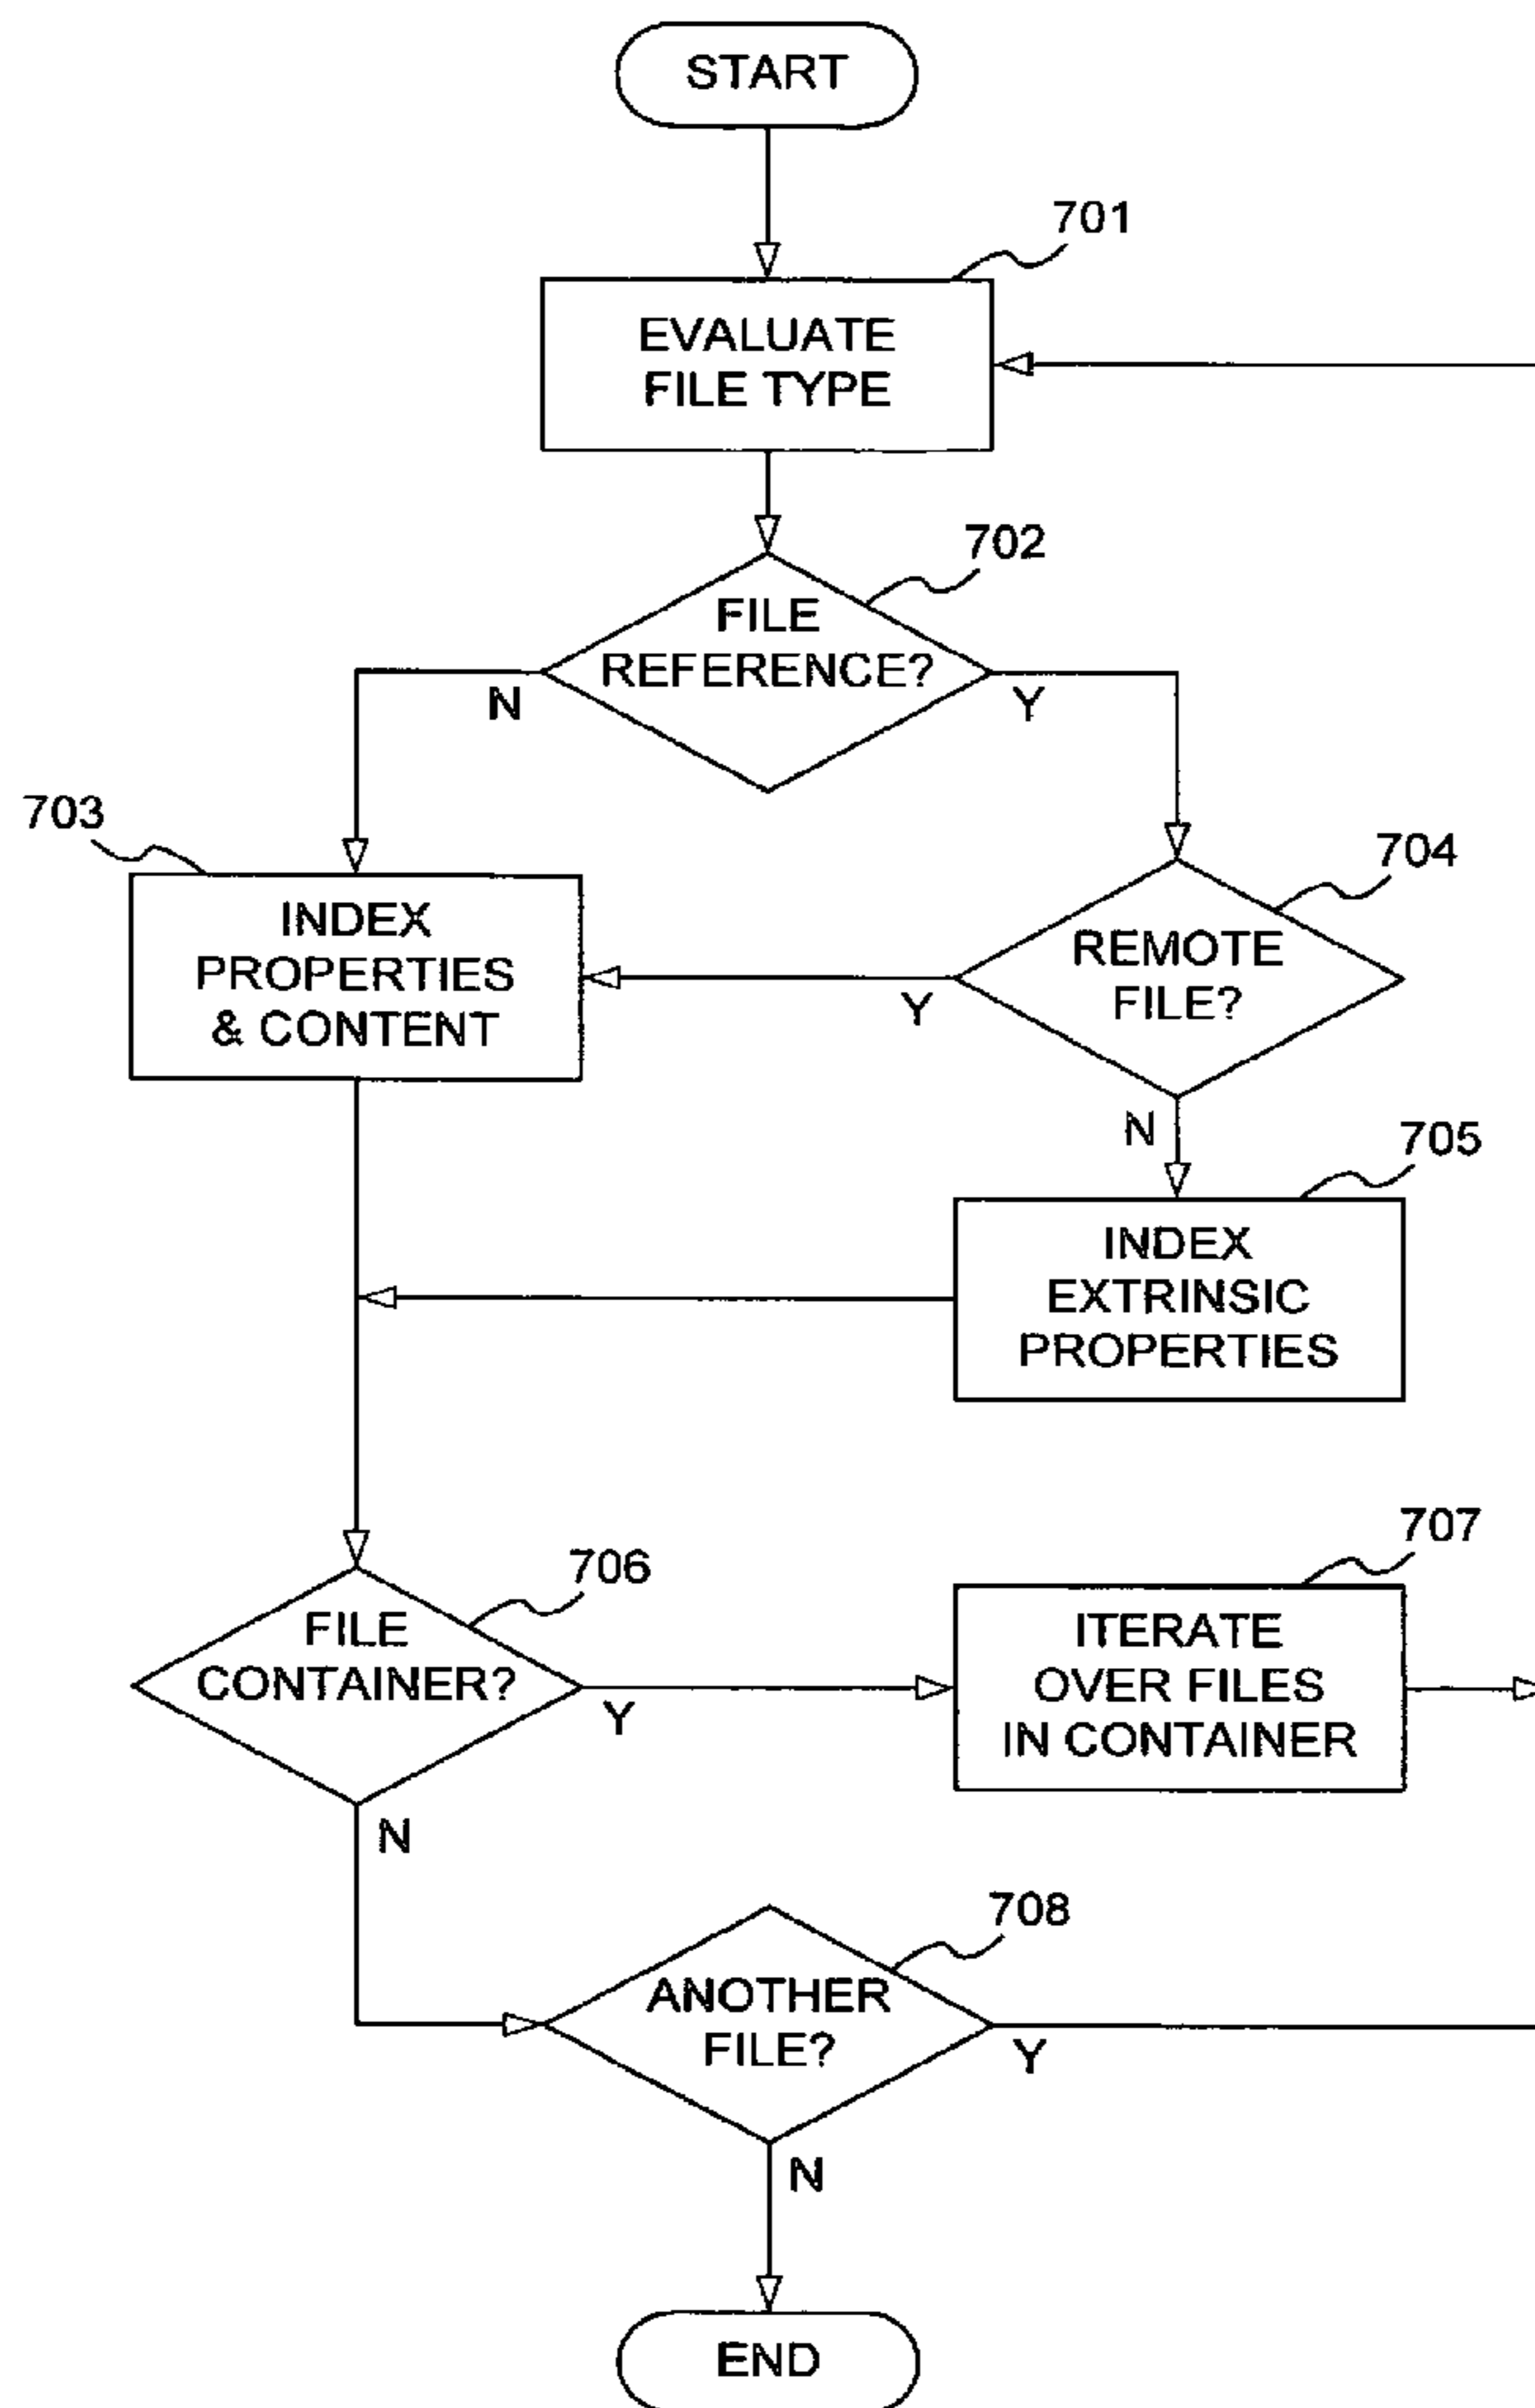 START
701
EVALUATE
FILE TYPE
702
FILE
REFERENCE?
N
Y
703
INDEX
PROPERTIES
& CONTENT
704
REMOTE
FILE?
Y
N
705
INDEX
EXTRINSIC
PROPERTIES
706
FILE
CONTAINER?
Y
N
707
ITERATE
OVER FILES
IN CONTAINER
708
ANOTHER
FILE?
Y
N
END